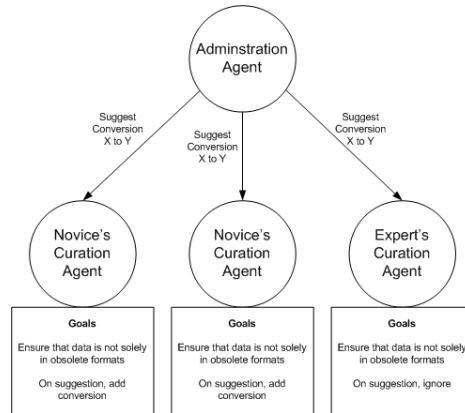 Adminstration
Agent
Suggest
Conversion
X to Y
Suggest
Conversion
X to Y
Suggest
Conversion
X to Y
Novice's
Curation
Agent
Novice's
Curation
Agent
Expert's
Curation
Agent
Goals
Ensure that data is not solely
in obsolete formats
On suggestion, add
conversion
Goals
Ensure that data is not solely
in obsolete formats
On suggestion, add
conversion
Goals
Ensure that data is not solely
in obsolete formats
On suggestion, ignore